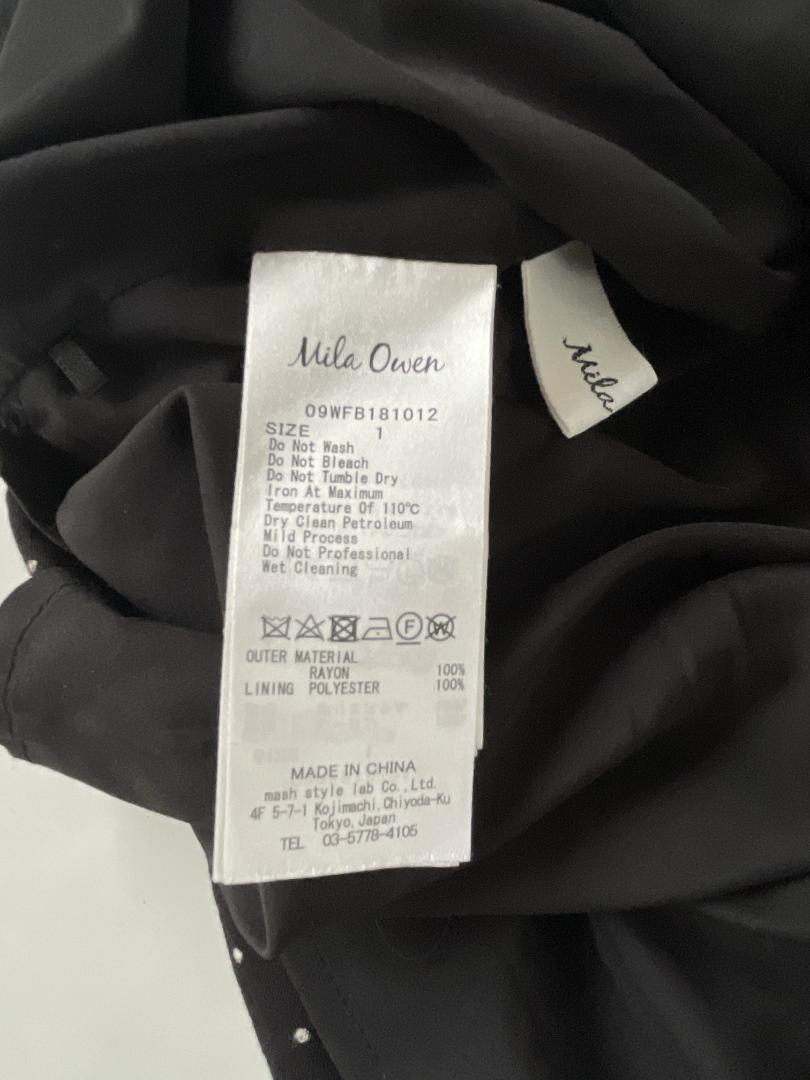 Mila Owen
09WFB181012
SIZE 1
Do Not Wash
Do Not Bleach
Do Not Tumble Dry
Iron At Maximum
Temperature Of 110℃
Dry Clean Petroleum
Mild Process
Do Not Professional
Wet Cleaning
F W
OUTER MATERIAL
RAYON 100%
LINING POLYESTER 100%
MADE IN CHINA
mash style lab Co.,Ltd.
4F 5-7-1 Kojimachi,Chiyoda-Ku
Tokyo,Japan
TEL 03-5778-4105
Mila